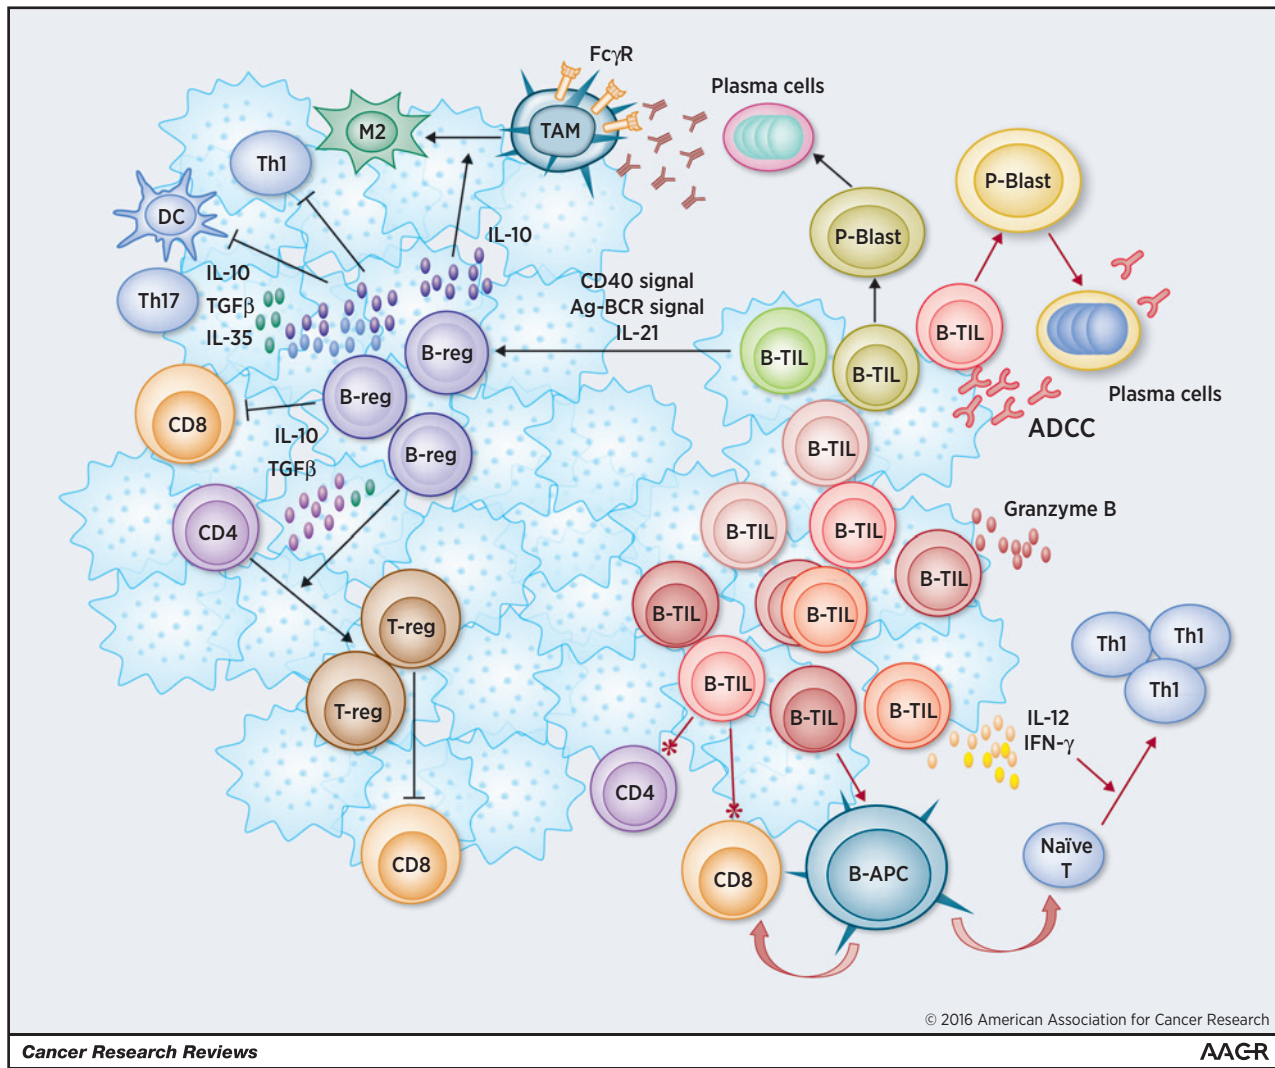 FcγR
Plasma cells
M2
TAM
Th1
P-Blast
DC
P-Blast
IL-10
IL-10
TGFβ
IL-35
Th17
CD40 signal
Ag-BCR signal
IL-21
B-TIL
B-TIL
B-TIL
B-reg
B-reg
B-reg
Plasma cells
CD8
IL-10
TGFβ
ADCC
B-TIL
CD4
B-TIL
B-TIL
B-TIL
Granzyme B
T-reg
T-reg
B-TIL
B-TIL
B-TIL
B-TIL
B-TIL
Th1
Th1
Th1
IL-12
IFN-γ
CD4
CD8
CD8
B-APC
Naïve
T
© 2016 American Association for Cancer Research
Cancer Research Reviews
AACR